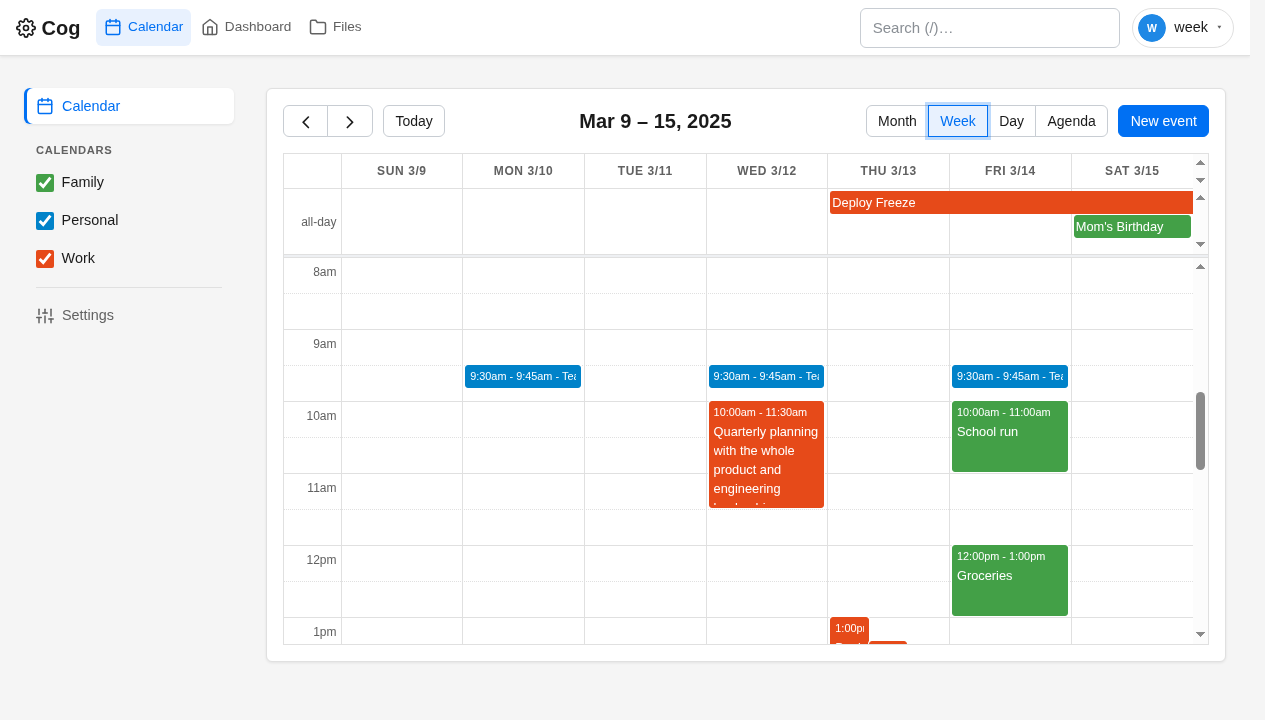 Cog
Calendar
Dashboard
Files
Search (/)…
W
week
Calendar
CALENDARS
Family
Personal
Work
Settings
Today
Mar 9 – 15, 2025
Month
Week
Day
Agenda
New event
SUN 3/9
MON 3/10
TUE 3/11
WED 3/12
THU 3/13
FRI 3/14
SAT 3/15
all-day
Deploy Freeze
Mom's Birthday
8am
9am
9:30am - 9:45am - Tea
9:30am - 9:45am - Tea
9:30am - 9:45am - Tea
10am
10:00am - 11:30am
Quarterly planning
with the whole
product and
engineering
10:00am - 11:00am
School run
11am
12pm
12:00pm - 1:00pm
Groceries
1pm
1:00p